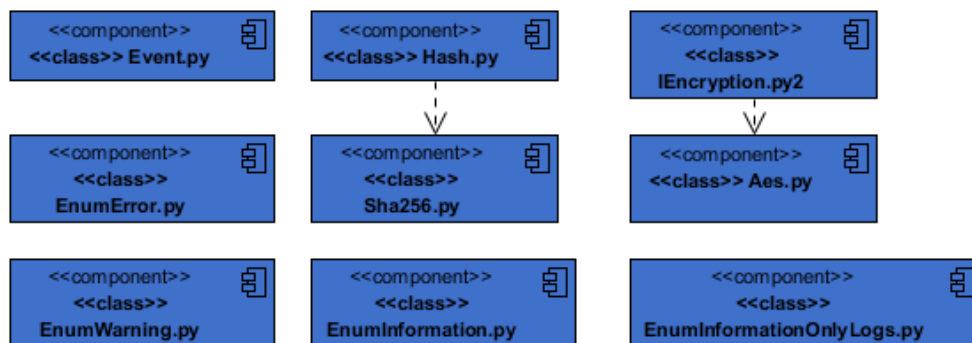 <<component>>
<<class>> Event.py
<<component>>
<<class>> Hash.py
<<component>>
<<class>>
IEncryption.py2
<<component>>
<<class>>
EnumError.py
<<component>>
<<class>>
Sha256.py
<<component>>
<<class>> Aes.py
<<component>>
<<class>>
EnumWarning.py
<<component>>
<<class>>
EnumInformation.py
<<component>>
<<class>>
EnumInformationOnlyLogs.py